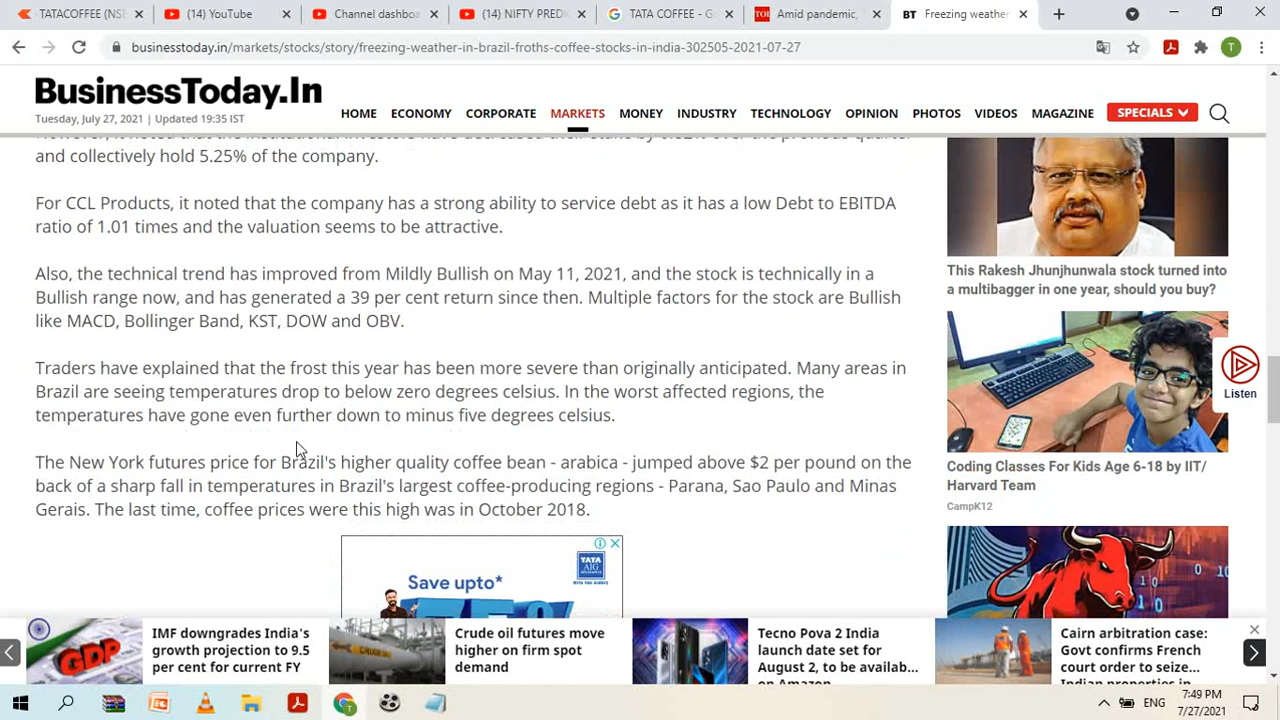 TATACOFFEE (NSE
(14) YouTube
Channel dashboa
(14) NIFTY PREDI
TATA COFFEE - G
Amid pandemic,
Freezing weather
businesstoday.in/markets/stocks/story/freezing-weather-in-brazil-froths-coffee-stocks-in-india-302505-2021-07-27
T
BusinessToday.In
Tuesday, July 27, 2021 | Updated 19:35 IST
HOME ECONOMY CORPORATE MARKETS MONEY INDUSTRY TECHNOLOGY OPINION PHOTOS VIDEOS MAGAZINE SPECIALS
and collectively hold 5.25% of the company.
For CCL Products, it noted that the company has a strong ability to service debt as it has a low Debt to EBITDA
ratio of 1.01 times and the valuation seems to be attractive.
Also, the technical trend has improved from Mildly Bullish on May 11, 2021, and the stock is technically in a
Bullish range now, and has generated a 39 per cent return since then. Multiple factors for the stock are Bullish
like MACD, Bollinger Band, KST, DOW and OBV.
Traders have explained that the frost this year has been more severe than originally anticipated. Many areas in
Brazil are seeing temperatures drop to below zero degrees celsius. In the worst affected regions, the
temperatures have gone even further down to minus five degrees celsius.
The New York futures price for Brazil's higher quality coffee bean - arabica - jumped above $2 per pound on the
back of a sharp fall in temperatures in Brazil's largest coffee-producing regions - Parana, Sao Paulo and Minas
Gerais. The last time, coffee prices were this high was in October 2018.
TATA
AIG
Save upto*
75%
This Rakesh Jhunjhunwala stock turned into
a multibagger in one year, should you buy?
Listen
Coding Classes For Kids Age 6-18 by IIT/
Harvard Team
CampK12
GDP
IMF downgrades India's
growth projection to 9.5
per cent for current FY
Crude oil futures move
higher on firm spot
demand
Tecno Pova 2 India
launch date set for
August 2, to be availab...
on Amazon
Cairn arbitration case:
Govt confirms French
court order to seize...
Indian properties in
ENG
7:49 PM
7/27/2021